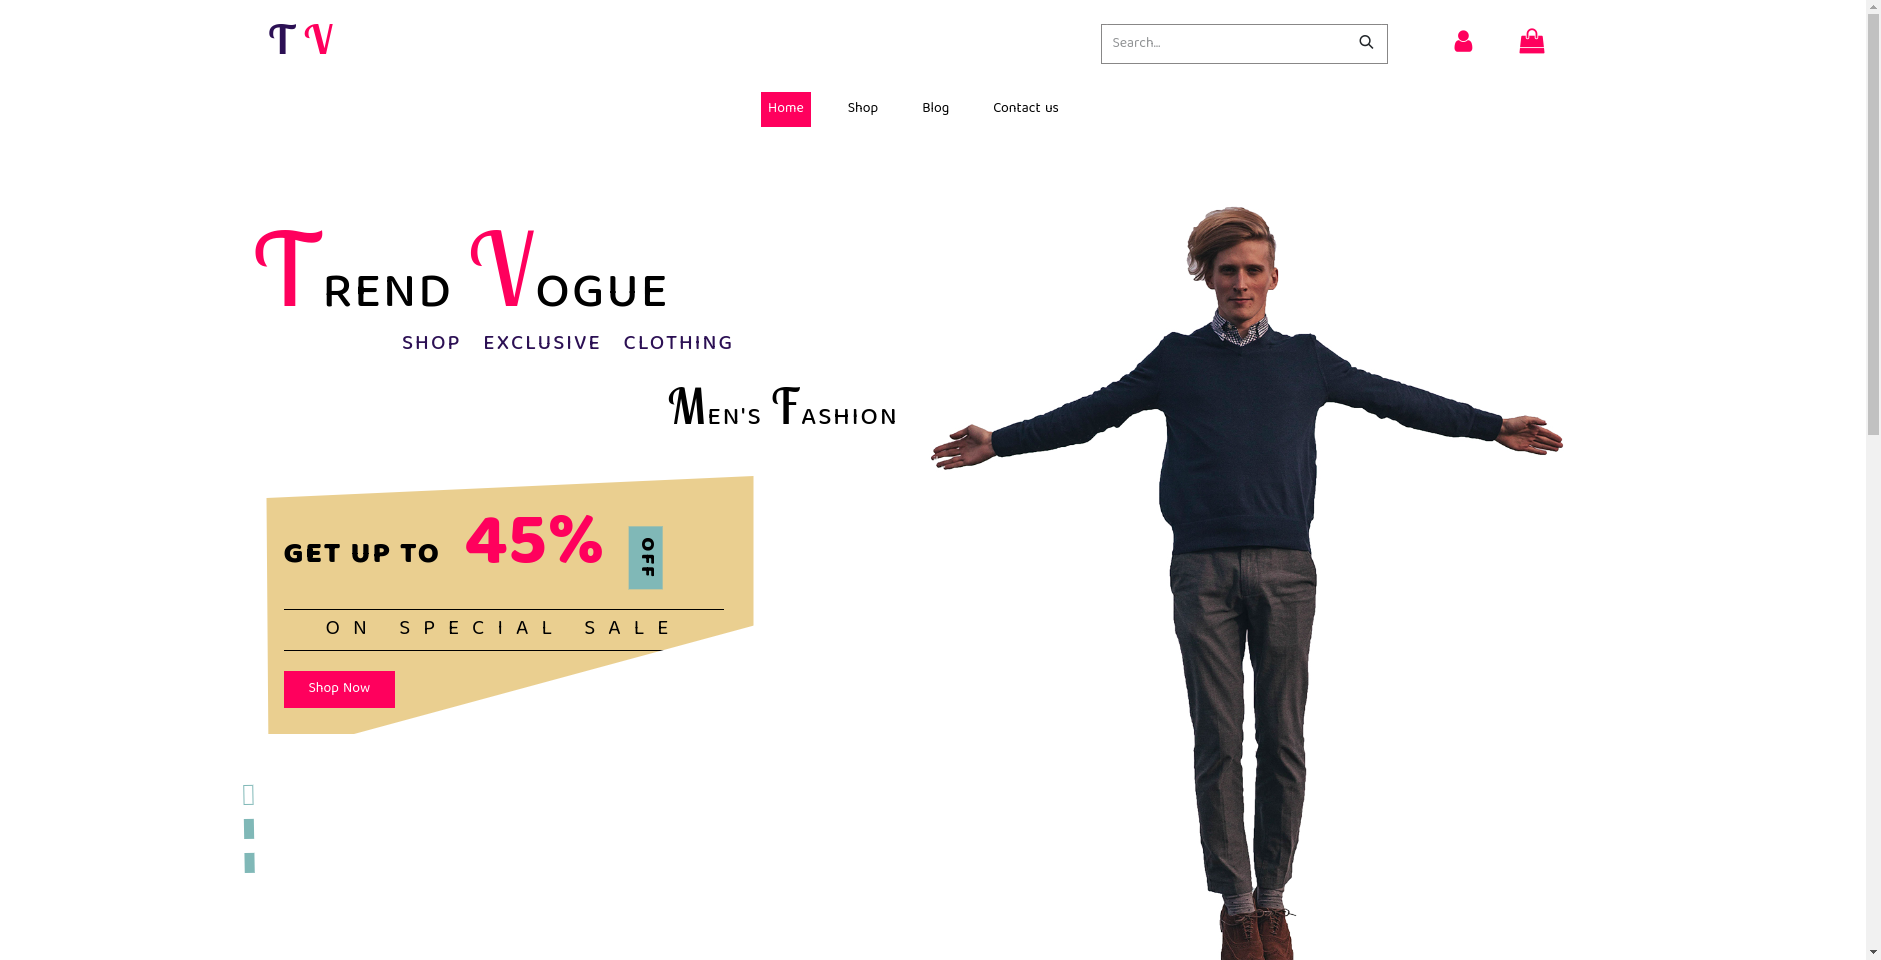 T V
Search...
Home Shop Blog Contact us
TREND VOGUE
SHOP EXCLUSIVE CLOTHING
MEN'S FASHION
GET UP TO 45% OFF
ON SPECIAL SALE
Shop Now